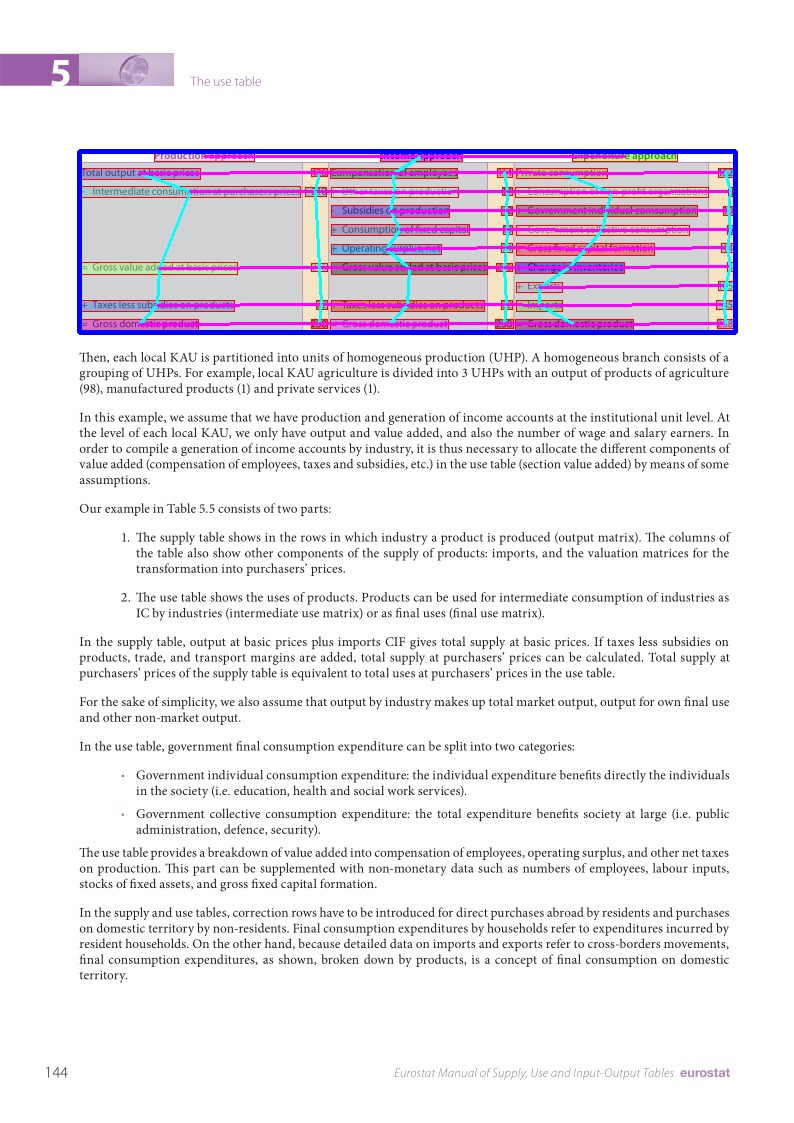 5
The use table
Production approach Income approach Expenditure approach
Total output at basic prices Compensation of employees Private consumption
- Intermediate consumption at purchasers prices Other taxes on production + Consumption of non-profit organisations
- Subsidies on production + Government individual consumption
+ Consumption of fixed capital + Government collective consumption
+ Operating surplus, net + Gross fixed capital formation
= Gross value added at basic prices = Gross value added at basic prices + Changes in inventories
+ Exports
+ Taxes less subsidies on products + Taxes less subsidies on products - Imports
= Gross domestic product = Gross domestic product = Gross domestic product
Then, each local KAU is partitioned into units of homogeneous production (UHP). A homogeneous branch consists of a
grouping of UHPs. For example, local KAU agriculture is divided into 3 UHPs with an output of products of agriculture
(98), manufactured products (1) and private services (1).
In this example, we assume that we have production and generation of income accounts at the institutional unit level. At
the level of each local KAU, we only have output and value added, and also the number of wage and salary earners. In
order to compile a generation of income accounts by industry, it is thus necessary to allocate the different components of
value added (compensation of employees, taxes and subsidies, etc.) in the use table (section value added) by means of some
assumptions.
Our example in Table 5.5 consists of two parts:
1. The supply table shows in the rows in which industry a product is produced (output matrix). The columns of
the table also show other components of the supply of products: imports, and the valuation matrices for the
transformation into purchasers' prices.
2. The use table shows the uses of products. Products can be used for intermediate consumption of industries as
IC by industries (intermediate use matrix) or as final uses (final use matrix).
In the supply table, output at basic prices plus imports CIF gives total supply at basic prices. If taxes less subsidies on
products, trade, and transport margins are added, total supply at purchasers' prices can be calculated. Total supply at
purchasers' prices of the supply table is equivalent to total uses at purchasers' prices in the use table.
For the sake of simplicity, we also assume that output by industry makes up total market output, output for own final use
and other non-market output.
In the use table, government final consumption expenditure can be split into two categories:
· Government individual consumption expenditure: the individual expenditure benefits directly the individuals
in the society (i.e. education, health and social work services).
· Government collective consumption expenditure: the total expenditure benefits society at large (i.e. public
administration, defence, security).
The use table provides a breakdown of value added into compensation of employees, operating surplus, and other net taxes
on production. This part can be supplemented with non-monetary data such as numbers of employees, labour inputs,
stocks of fixed assets, and gross fixed capital formation.
In the supply and use tables, correction rows have to be introduced for direct purchases abroad by residents and purchases
on domestic territory by non-residents. Final consumption expenditures by households refer to expenditures incurred by
resident households. On the other hand, because detailed data on imports and exports refer to cross-borders movements,
final consumption expenditures, as shown, broken down by products, is a concept of final consumption on domestic
territory.
144
Eurostat Manual of Supply, Use and Input-Output Tables eurostat